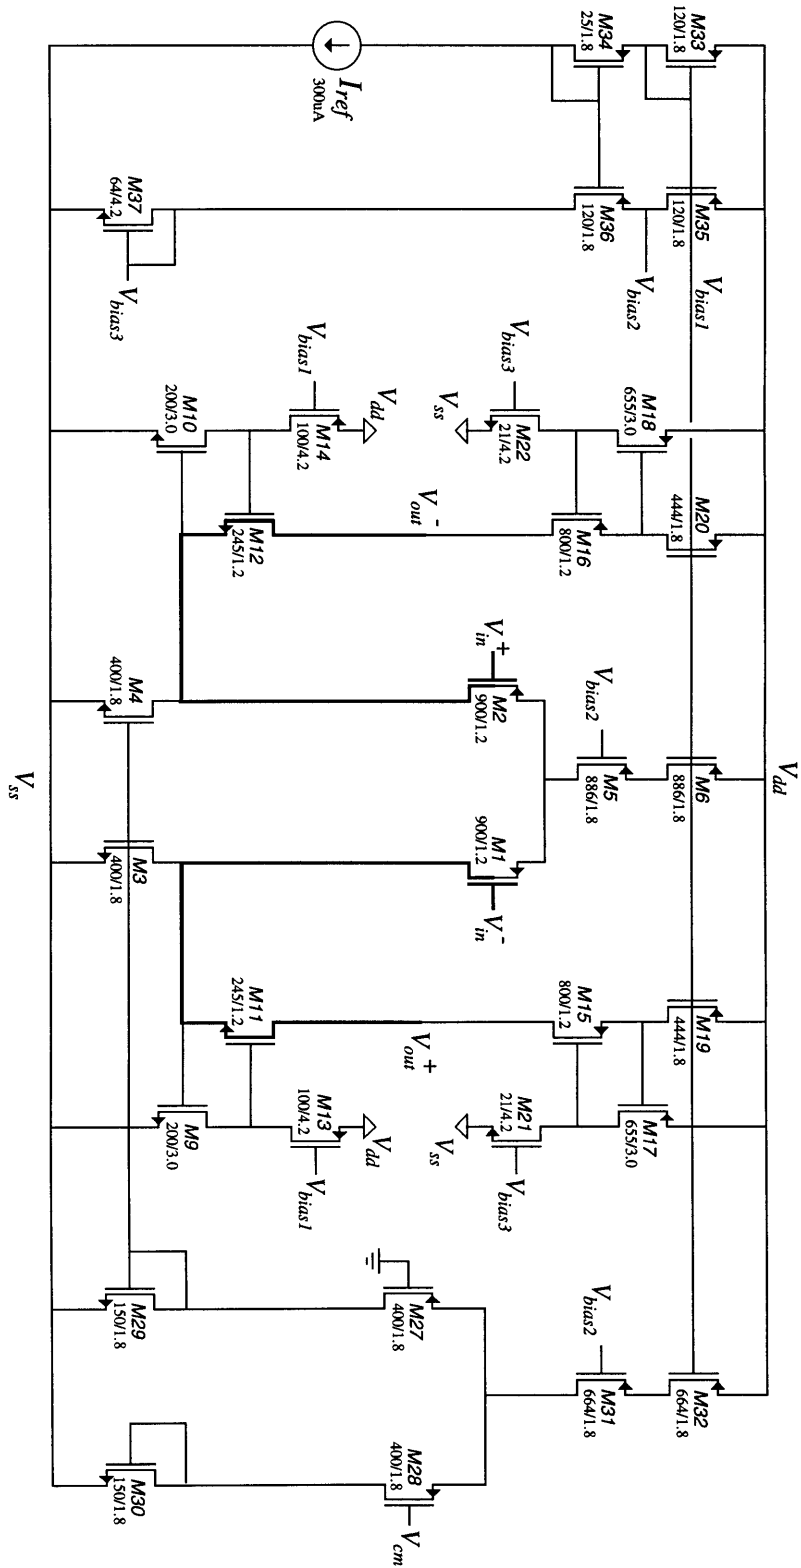 V_dd
M33
120/1.8
M34
25/1.8
I_ref
300uA
M35
120/1.8
V_bias1
M36
120/1.8
V_bias2
M37
64/4.2
V_bias3
M18
655/3.0
M20
444/1.8
V_bias3
M22
21/4.2
V_ss
M16
800/1.2
V_out^-
V_bias1
M14
100/4.2
V_dd
M12
245/1.2
M10
200/3.0
M6
886/1.8
V_bias2
M5
886/1.8
V_in^+
M2
900/1.2
M1
900/1.2
V_in^-
M4
400/1.8
M3
400/1.8
M19
444/1.8
M17
655/3.0
M15
800/1.2
M21
21/4.2
V_bias3
V_ss
V_out^+
M13
100/4.2
V_dd
V_bias1
M11
245/1.2
M9
200/3.0
M32
664/1.8
V_bias2
M31
664/1.8
M27
400/1.8
M28
400/1.8
V_cm
M29
150/1.8
M30
150/1.8
V_ss